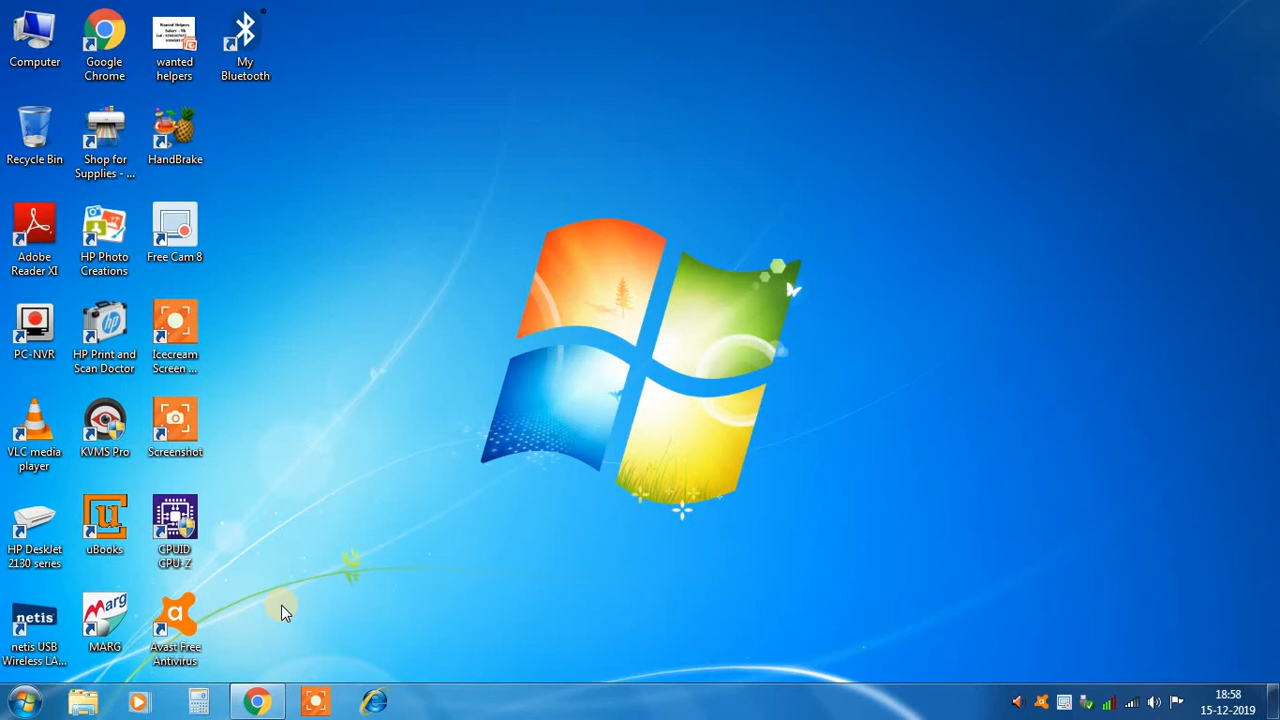 Computer
Google
Chrome
wanted
helpers
My
Bluetooth
Recycle Bin
Shop for
Supplies - ...
HandBrake
Adobe
Reader XI
HP Photo
Creations
Free Cam 8
PC-NVR
HP Print and
Scan Doctor
Icecream
Screen ...
VLC media
player
KVMS Pro
Screenshot
HP DeskJet
2130 series
uBooks
CPUID
CPU-Z
netis
netis USB
Wireless LA...
Marg
MARG
Avast Free
Antivirus
18:58
15-12-2019